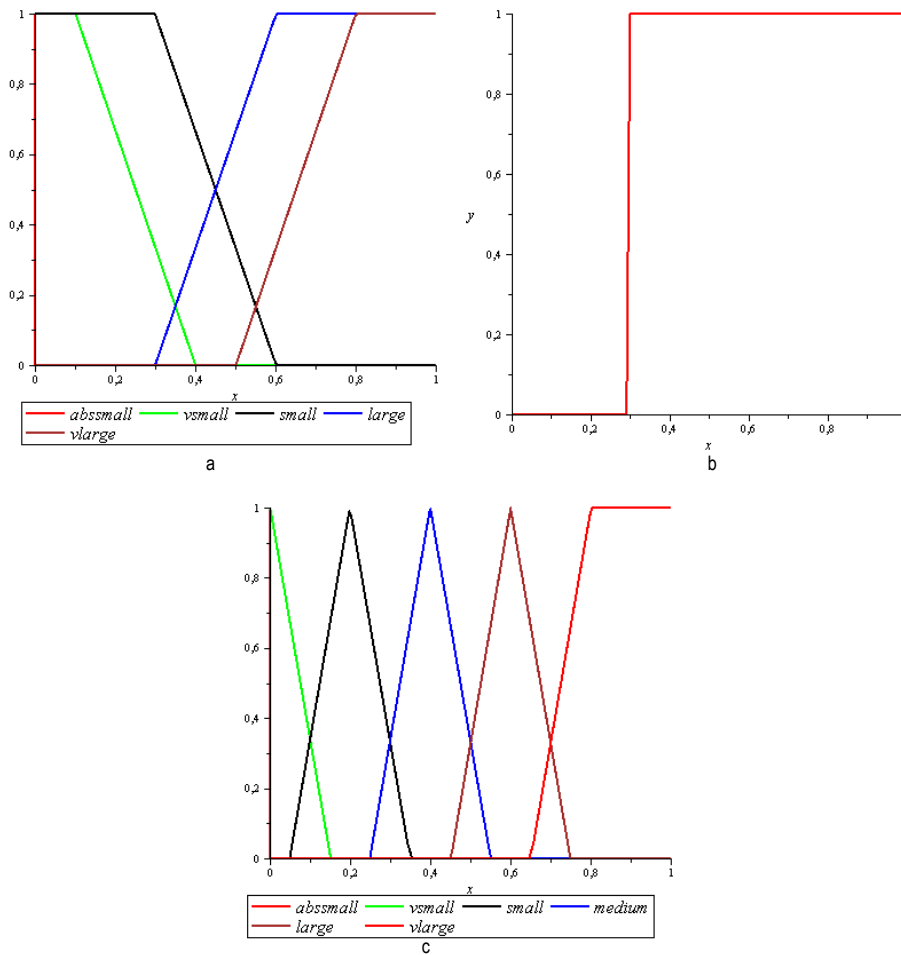 1
0,8
0,6
0,4
0,2
0
0 0,2 0,4 0,6 0,8 1
x
abssmall vsmall small large
vlarge
a
1
0,8
0,6
y
0,4
0,2
0
0 0,2 0,4 0,6 0,8
x
b
1
0,8
0,6
0,4
0,2
0
0 0,2 0,4 0,6 0,8 1
x
abssmall vsmall small medium
large vlarge
c